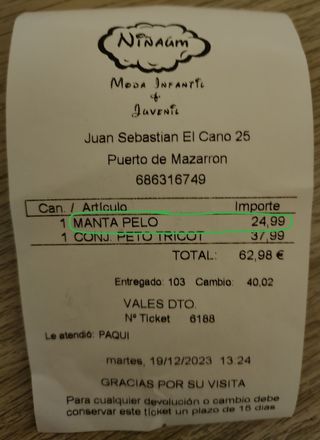 NiNAGM
MODA INFANTIL
+
JUVENIL
Juan Sebastian El Cano 25
Puerto de Mazarron
686316749
Can. / Artículo Importe
1 MANTA PELO 24,99
1 CONJ. PETO TRICOT 37,99
TOTAL: 62,98 €
Entregado: 103 Cambio: 40,02
VALES DTO.
Nº Ticket 6188
Le atendió: PAQUI
martes, 19/12/2023 13:24
GRACIAS POR SU VISITA
Para cualquier devolución o cambio debe
conservar este ticket un plazo de 15 dias